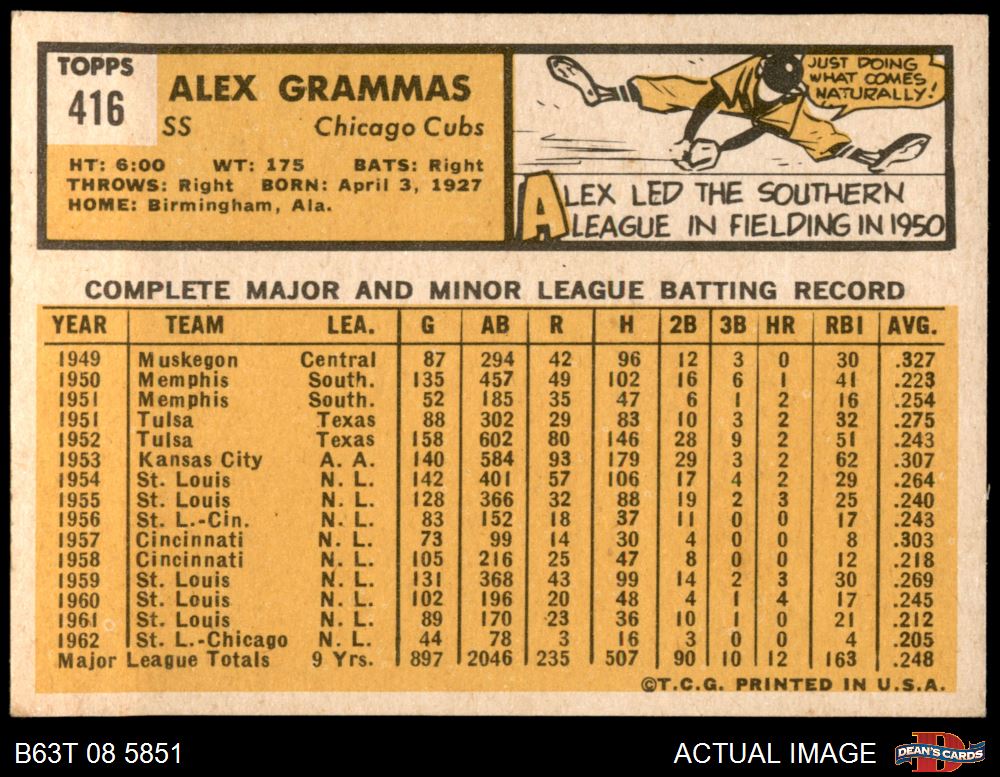 TOPPS
416
ALEX GRAMMAS
SS Chicago Cubs
HT: 6:00 WT: 175 BATS: Right
THROWS: Right BORN: April 3, 1927
HOME: Birmingham, Ala.
JUST DOING
WHAT COMES
NATURALLY!
ALEX LED THE SOUTHERN
LEAGUE IN FIELDING IN 1950
COMPLETE MAJOR AND MINOR LEAGUE BATTING RECORD
YEAR TEAM LEA. G AB R H 2B 3B HR RBI AVG.
1949 Muskegon Central 87 294 42 96 12 3 0 30 .327
1950 Memphis South. 135 457 49 102 16 6 1 41 .223
1951 Memphis South. 52 185 35 47 6 1 2 16 .254
1951 Tulsa Texas 88 302 29 83 10 3 2 32 .275
1952 Tulsa Texas 158 602 80 146 28 9 2 51 .243
1953 Kansas City A. A. 140 584 93 179 29 3 2 62 .307
1954 St. Louis N. L. 142 401 57 106 17 4 2 29 .264
1955 St. Louis N. L. 128 366 32 88 19 2 3 25 .240
1956 St. L.-Cin. N. L. 83 152 18 37 11 0 0 17 .243
1957 Cincinnati N. L. 73 99 14 30 4 0 0 8 .303
1958 Cincinnati N. L. 105 216 25 47 8 0 0 12 .218
1959 St. Louis N. L. 131 368 43 99 14 2 3 30 .269
1960 St. Louis N. L. 102 196 20 48 4 1 4 17 .245
1961 St. Louis N. L. 89 170 23 36 10 1 0 21 .212
1962 St. L.-Chicago N. L. 44 78 3 16 3 0 0 4 .205
Major League Totals 9 Yrs. 897 2046 235 507 90 10 12 163 .248
©T.C.G. PRINTED IN U.S.A.
B63T 08 5851 ACTUAL IMAGE D DEAN'S CARDS